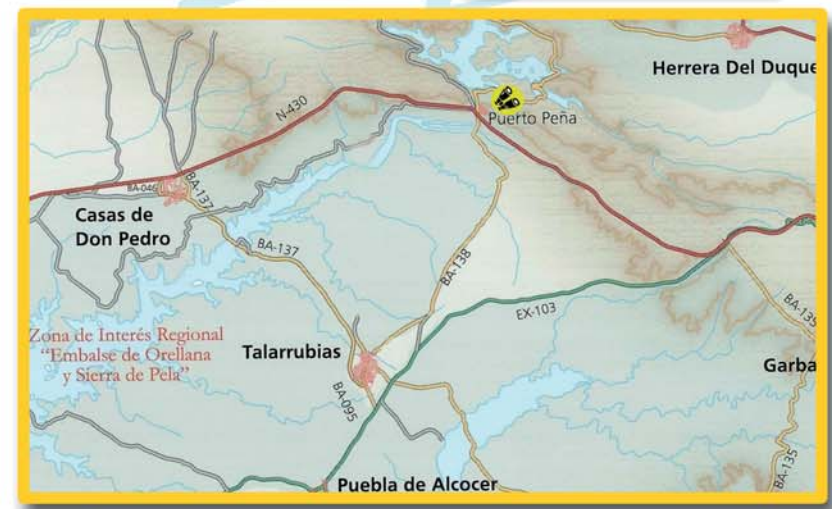 Herrera Del Duque
N-430
Puerto Peña
BA-046
BA-137
Casas de
Don Pedro
BA-137
BA-138
EX-103
BA-135
Zona de Interés Regional
“Embalse de Orellana
y Sierra de Pela”
Talarrubias
Garba
BA-095
BA-135
Puebla de Alcocer